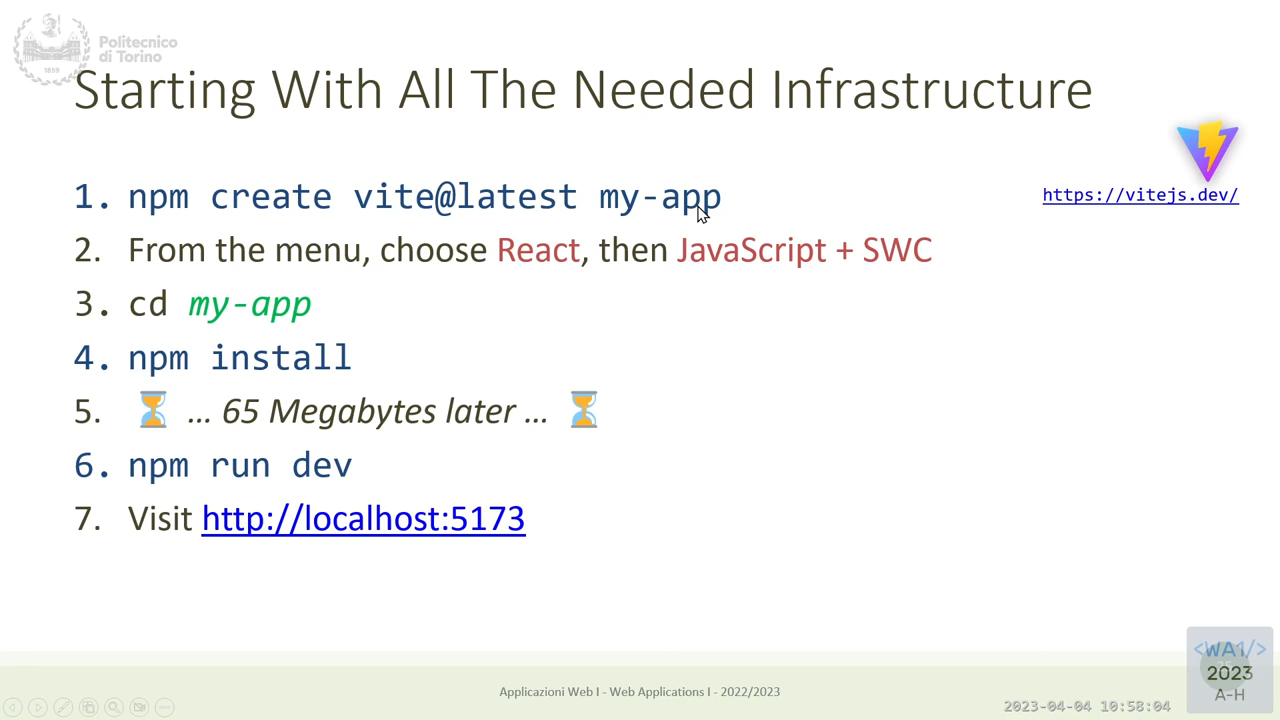 Politecnico
di Torino
1859
Starting With All The Needed Infrastructure
https://vitejs.dev/
1. npm create vite@latest my-app
2. From the menu, choose React, then JavaScript + SWC
3. cd my-app
4. npm install
5. ⏳ … 65 Megabytes later … ⏳
6. npm run dev
7. Visit http://localhost:5173
Applicazioni Web I - Web Applications I - 2022/2023
2023-04-04 10:58:04
<WA1/>
2023
A-H